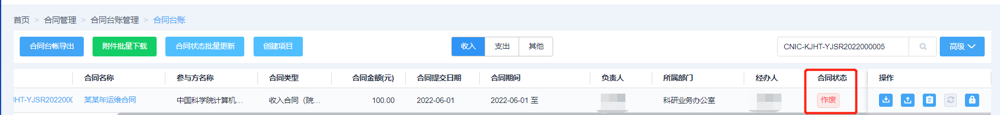 首页 > 合同管理 > 合同台账管理 > 合同台账
合同台帐导出 附件批量下载 合同状态批量更新 创建项目 收入 支出 其他 CNIC-KJHT-YJSR2022000005 高级
合同名称 参与方名称 合同类型 合同金额(元) 合同提交日期 合同期间 负责人 所属部门 经办人 合同状态 操作
JHT-YJSR202200( 某某年运维合同 中国科学院计算机... 收入合同（院... 100.00 2022-06-01 2022-06-01 至 科研业务办公室 作废